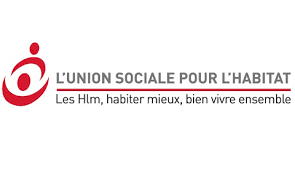 L'UNION SOCIALE POUR L'HABITAT
Les Hlm, habiter mieux, bien vivre ensemble